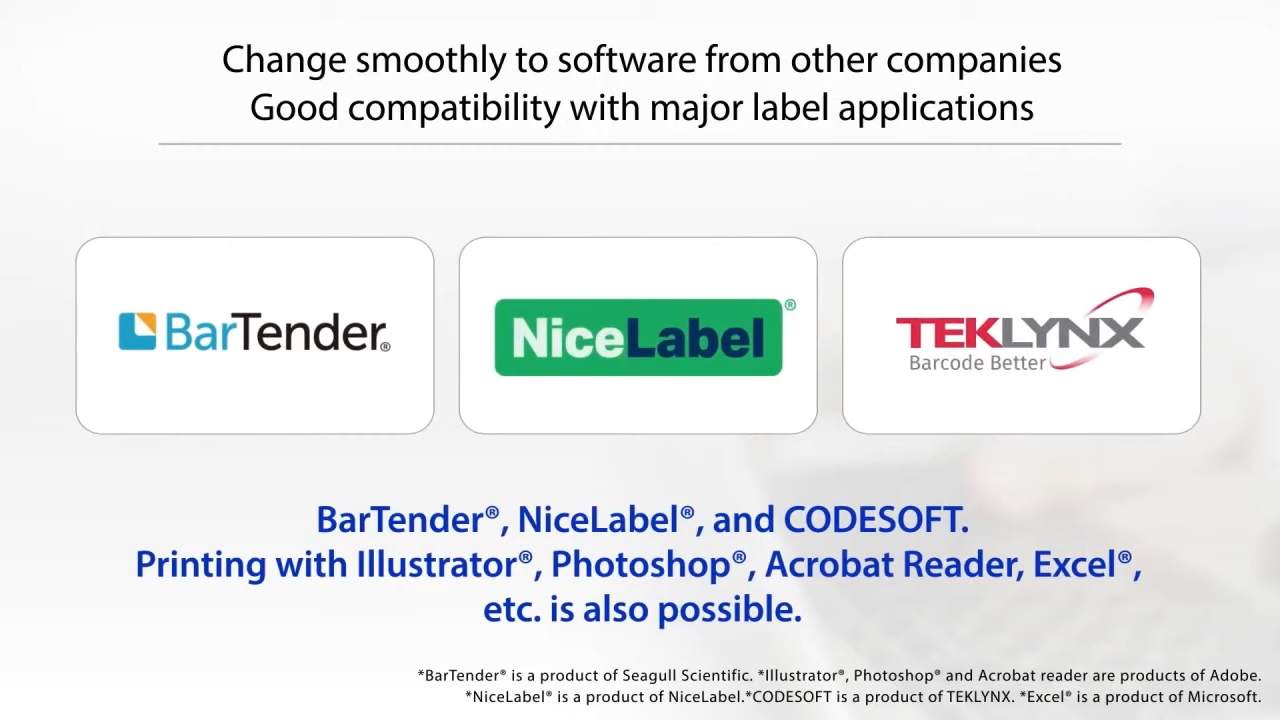 Change smoothly to software from other companies
Good compatibility with major label applications
BarTender®
NiceLabel®
TEKLYNX
Barcode Better
BarTender®, NiceLabel®, and CODESOFT.
Printing with Illustrator®, Photoshop®, Acrobat Reader, Excel®,
etc. is also possible.
*BarTender® is a product of Seagull Scientific. *Illustrator®, Photoshop® and Acrobat reader are products of Adobe.
*NiceLabel® is a product of NiceLabel.*CODESOFT is a product of TEKLYNX. *Excel® is a product of Microsoft.